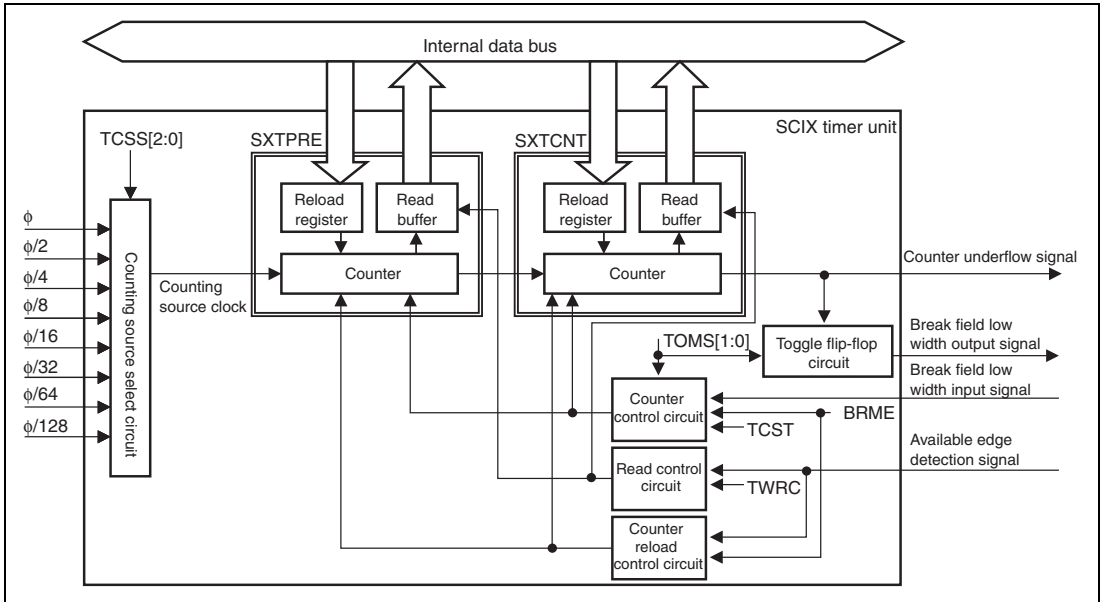 Internal data bus
SCIX timer unit
TCSS[2:0]
SXTPRE
SXTCNT
Reload
register
Read
buffer
Reload
register
Read
buffer
ϕ
ϕ/2
ϕ/4
ϕ/8
ϕ/16
ϕ/32
ϕ/64
ϕ/128
Counting source select circuit
Counting
source clock
Counter
Counter
Counter underflow signal
TOMS[1:0]
Toggle flip-flop
circuit
Break field low
width output signal
Break field low
width input signal
Counter
control circuit
BRME
TCST
Available edge
detection signal
Read control
circuit
TWRC
Counter
reload
control circuit